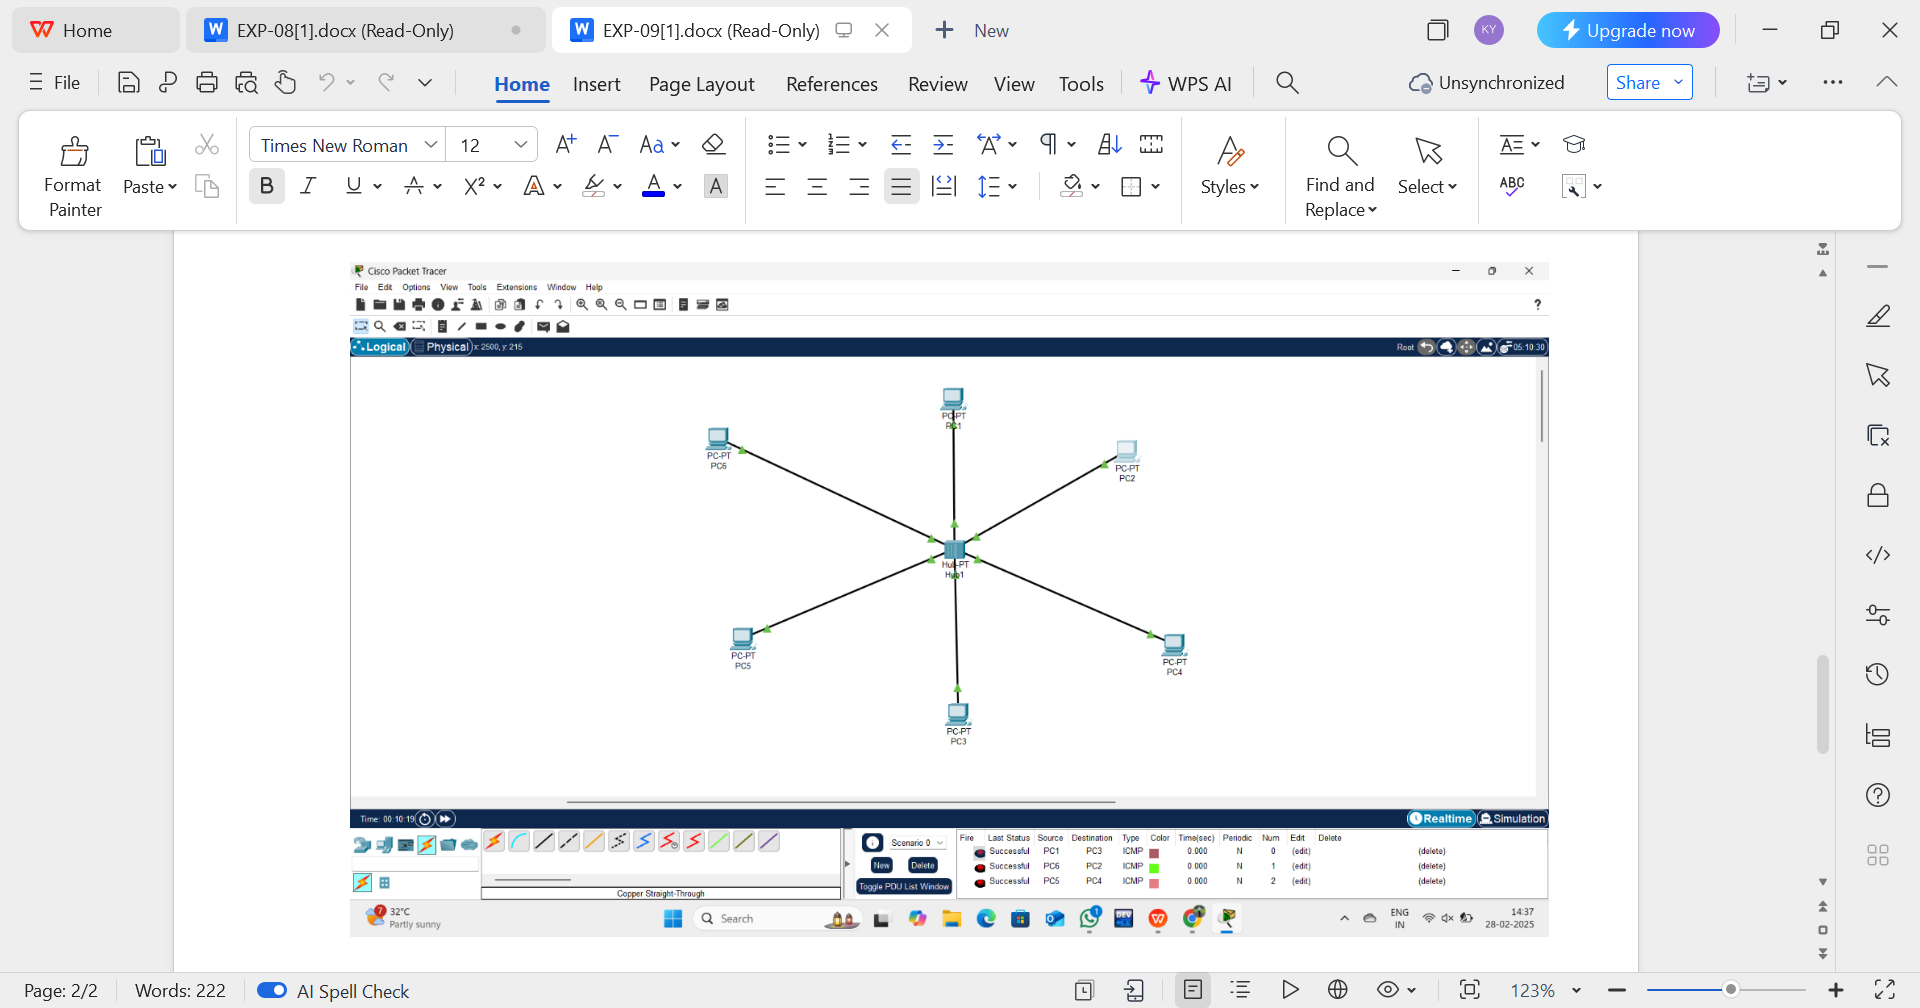 Home
EXP-08[1].docx (Read-Only)
EXP-09[1].docx (Read-Only)
New
KY
Upgrade now
File
Home
Insert
Page Layout
References
Review
View
Tools
WPS AI
Unsynchronized
Share
Format Painter
Paste
Times New Roman
12
Styles
Find and Replace
Select
Cisco Packet Tracer
File Edit Options View Tools Extensions Window Help
Logical
Physical
x: 2500, y: 215
Root
05:10:30
PC-PT
PC1
PC-PT
PC6
PC-PT
PC2
Hub-PT
Hub1
PC-PT
PC5
PC-PT
PC4
PC-PT
PC3
Time: 00:10:19
Realtime
Simulation
Scenario 0
New
Delete
Toggle PDU List Window
Copper Straight-Through
Fire Last Status Source Destination Type Color Time(sec) Periodic Num Edit Delete
Successful PC1 PC3 ICMP 0.000 N 0 (edit) (delete)
Successful PC6 PC2 ICMP 0.000 N 1 (edit) (delete)
Successful PC5 PC4 ICMP 0.000 N 2 (edit) (delete)
7
32°C
Partly sunny
Search
1
DEV
ENG
IN
14:37
28-02-2025
Page: 2/2
Words: 222
AI Spell Check
123%